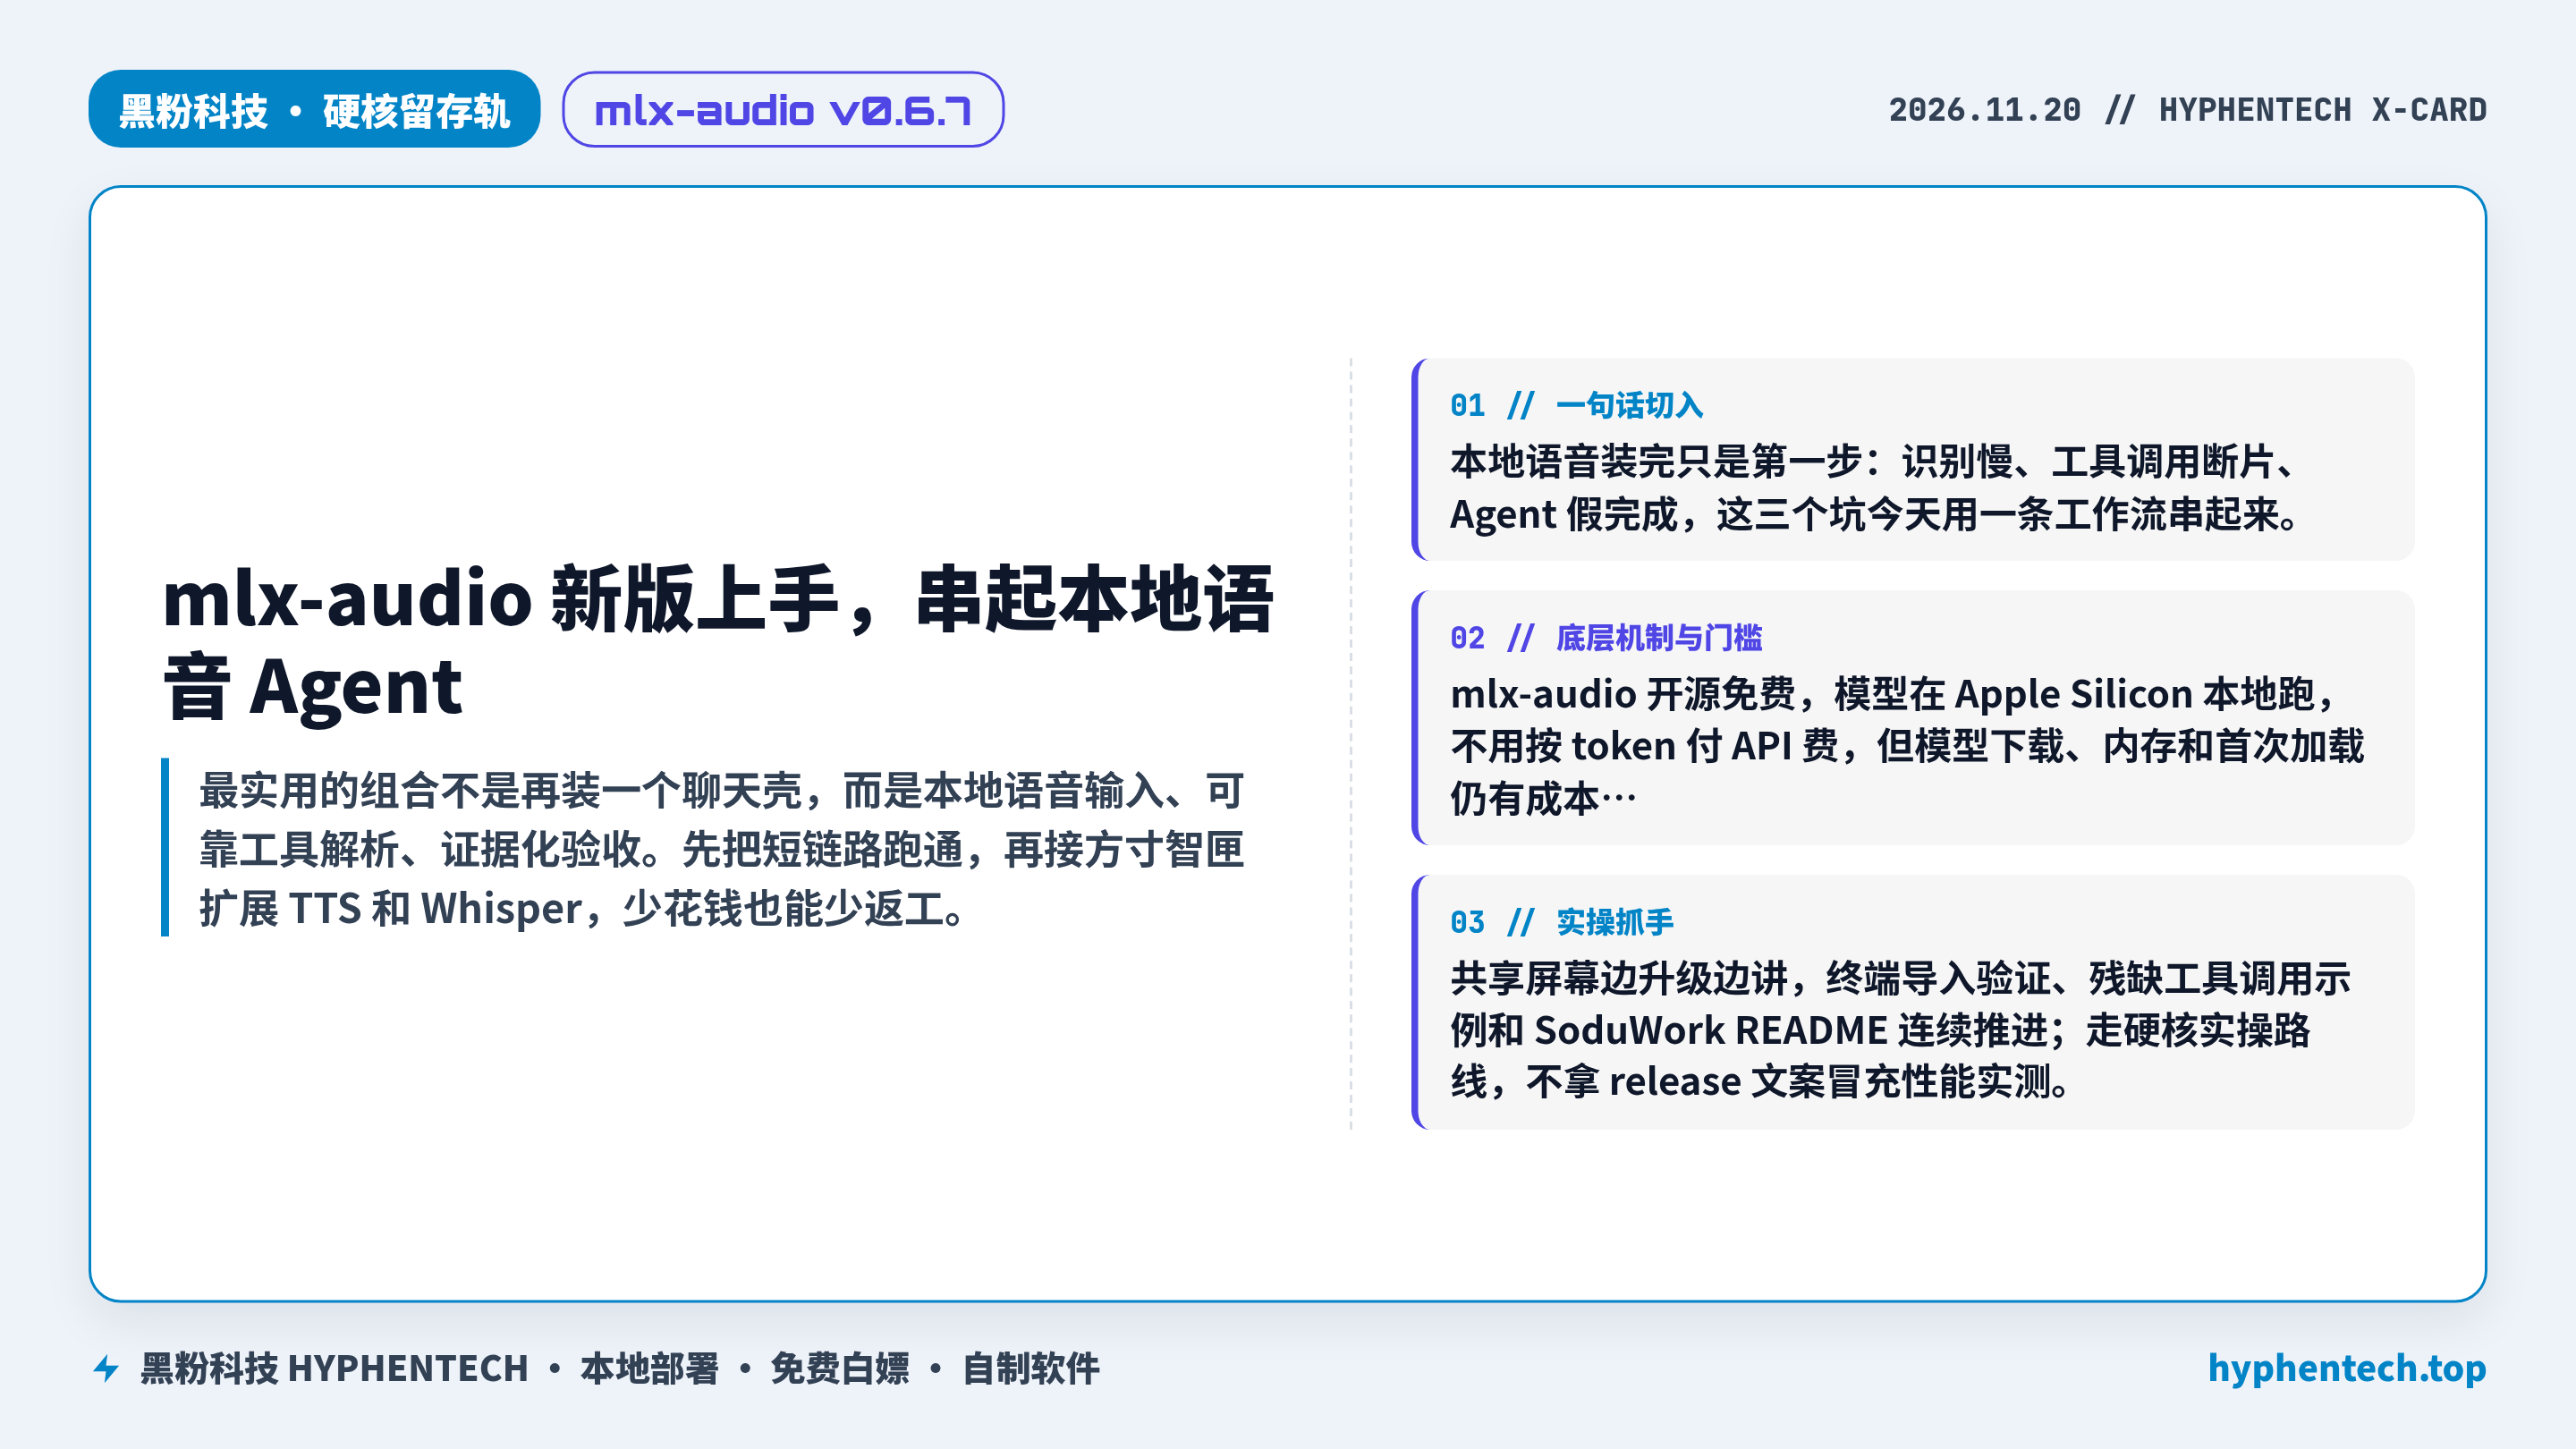 黑粉科技 · 硬核留存轨
mlx-audio v0.6.7
2026.11.20 // HYPHENTECH X-CARD
mlx-audio 新版上手，串起本地语
音 Agent
最实用的组合不是再装一个聊天壳，而是本地语音输入、可
靠工具解析、证据化验收。先把短链路跑通，再接方寸智匣
扩展 TTS 和 Whisper，少花钱也能少返工。
01 // 一句话切入
本地语音装完只是第一步：识别慢、工具调用断片、
Agent 假完成，这三个坑今天用一条工作流串起来。
02 // 底层机制与门槛
mlx-audio 开源免费，模型在 Apple Silicon 本地跑，
不用按 token 付 API 费，但模型下载、内存和首次加载
仍有成本…
03 // 实操抓手
共享屏幕边升级边讲，终端导入验证、残缺工具调用示
例和 SoduWork README 连续推进；走硬核实操路
线，不拿 release 文案冒充性能实测。
黑粉科技 HYPHENTECH · 本地部署 · 免费白嫖 · 自制软件
hyphentech.top